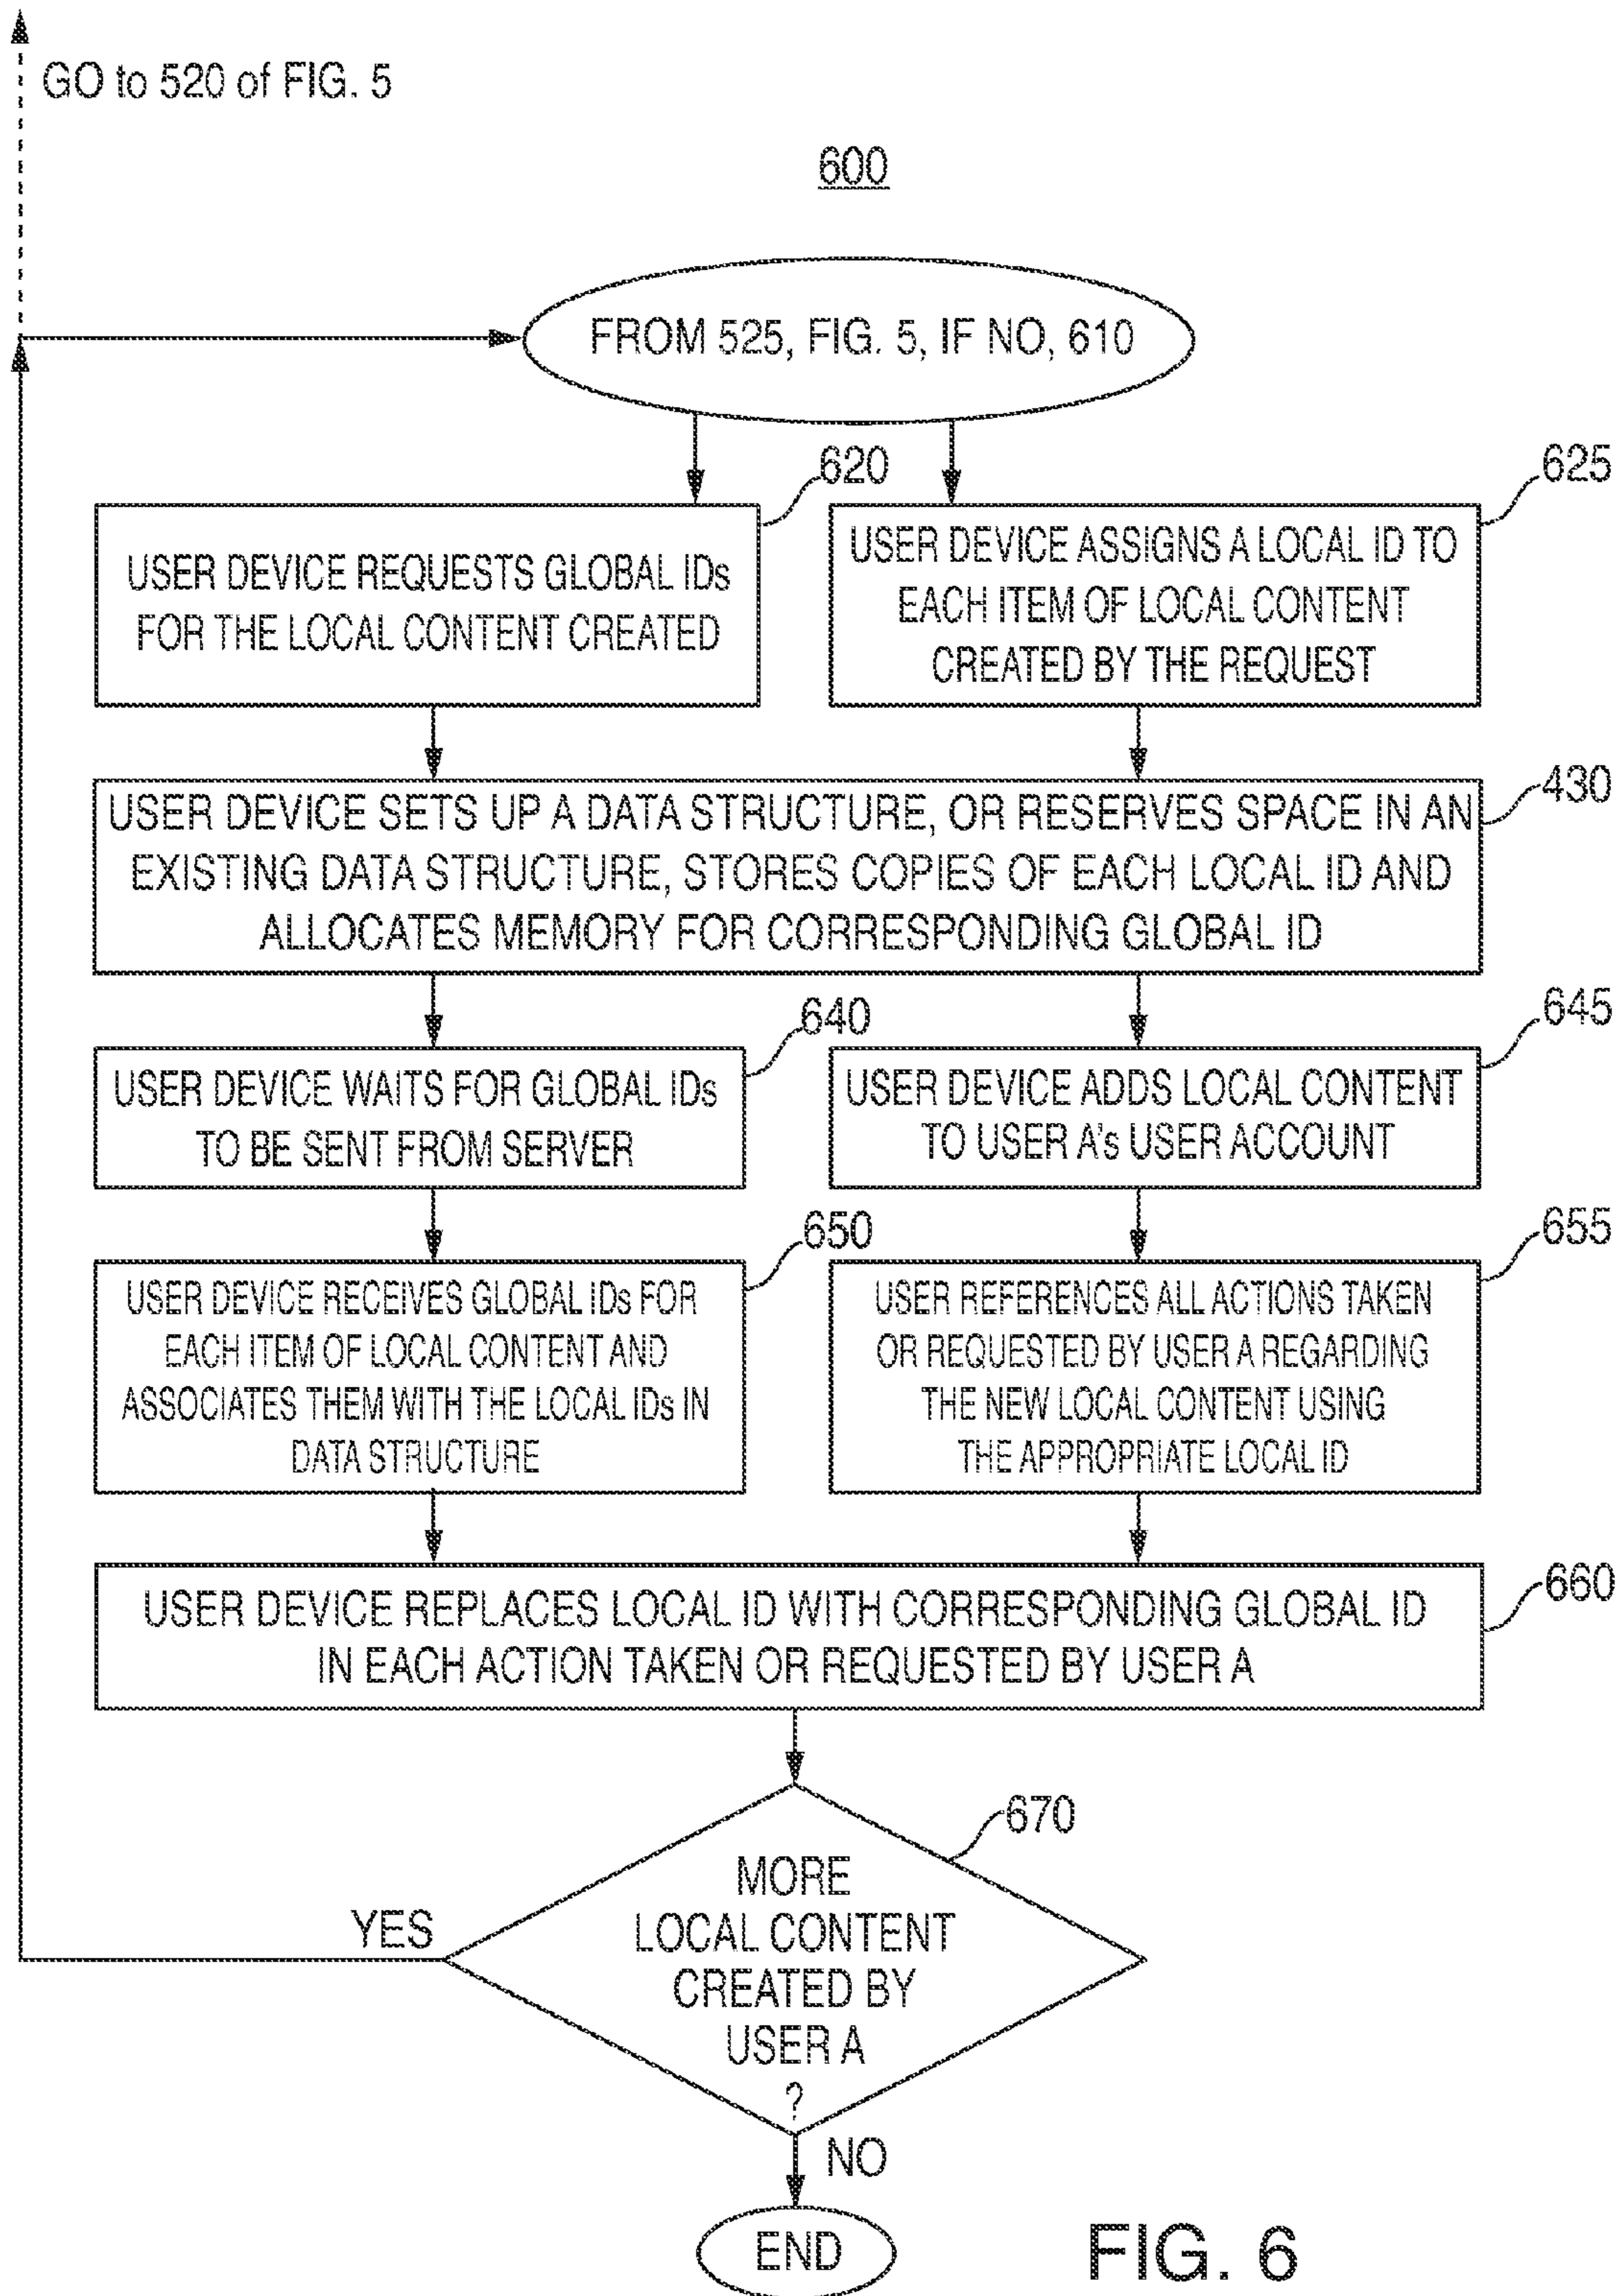 GO to 520 of FIG. 5
600
FROM 525, FIG. 5, IF NO, 610
620
USER DEVICE REQUESTS GLOBAL IDs
FOR THE LOCAL CONTENT CREATED
625
USER DEVICE ASSIGNS A LOCAL ID TO
EACH ITEM OF LOCAL CONTENT
CREATED BY THE REQUEST
430
USER DEVICE SETS UP A DATA STRUCTURE, OR RESERVES SPACE IN AN
EXISTING DATA STRUCTURE, STORES COPIES OF EACH LOCAL ID AND
ALLOCATES MEMORY FOR CORRESPONDING GLOBAL ID
640
USER DEVICE WAITS FOR GLOBAL IDs
TO BE SENT FROM SERVER
645
USER DEVICE ADDS LOCAL CONTENT
TO USER A's USER ACCOUNT
650
USER DEVICE RECEIVES GLOBAL IDs FOR
EACH ITEM OF LOCAL CONTENT AND
ASSOCIATES THEM WITH THE LOCAL IDs IN
DATA STRUCTURE
655
USER REFERENCES ALL ACTIONS TAKEN
OR REQUESTED BY USER A REGARDING
THE NEW LOCAL CONTENT USING
THE APPROPRIATE LOCAL ID
660
USER DEVICE REPLACES LOCAL ID WITH CORRESPONDING GLOBAL ID
IN EACH ACTION TAKEN OR REQUESTED BY USER A
670
MORE
LOCAL CONTENT
CREATED BY
USER A
?
YES
NO
END
FIG. 6